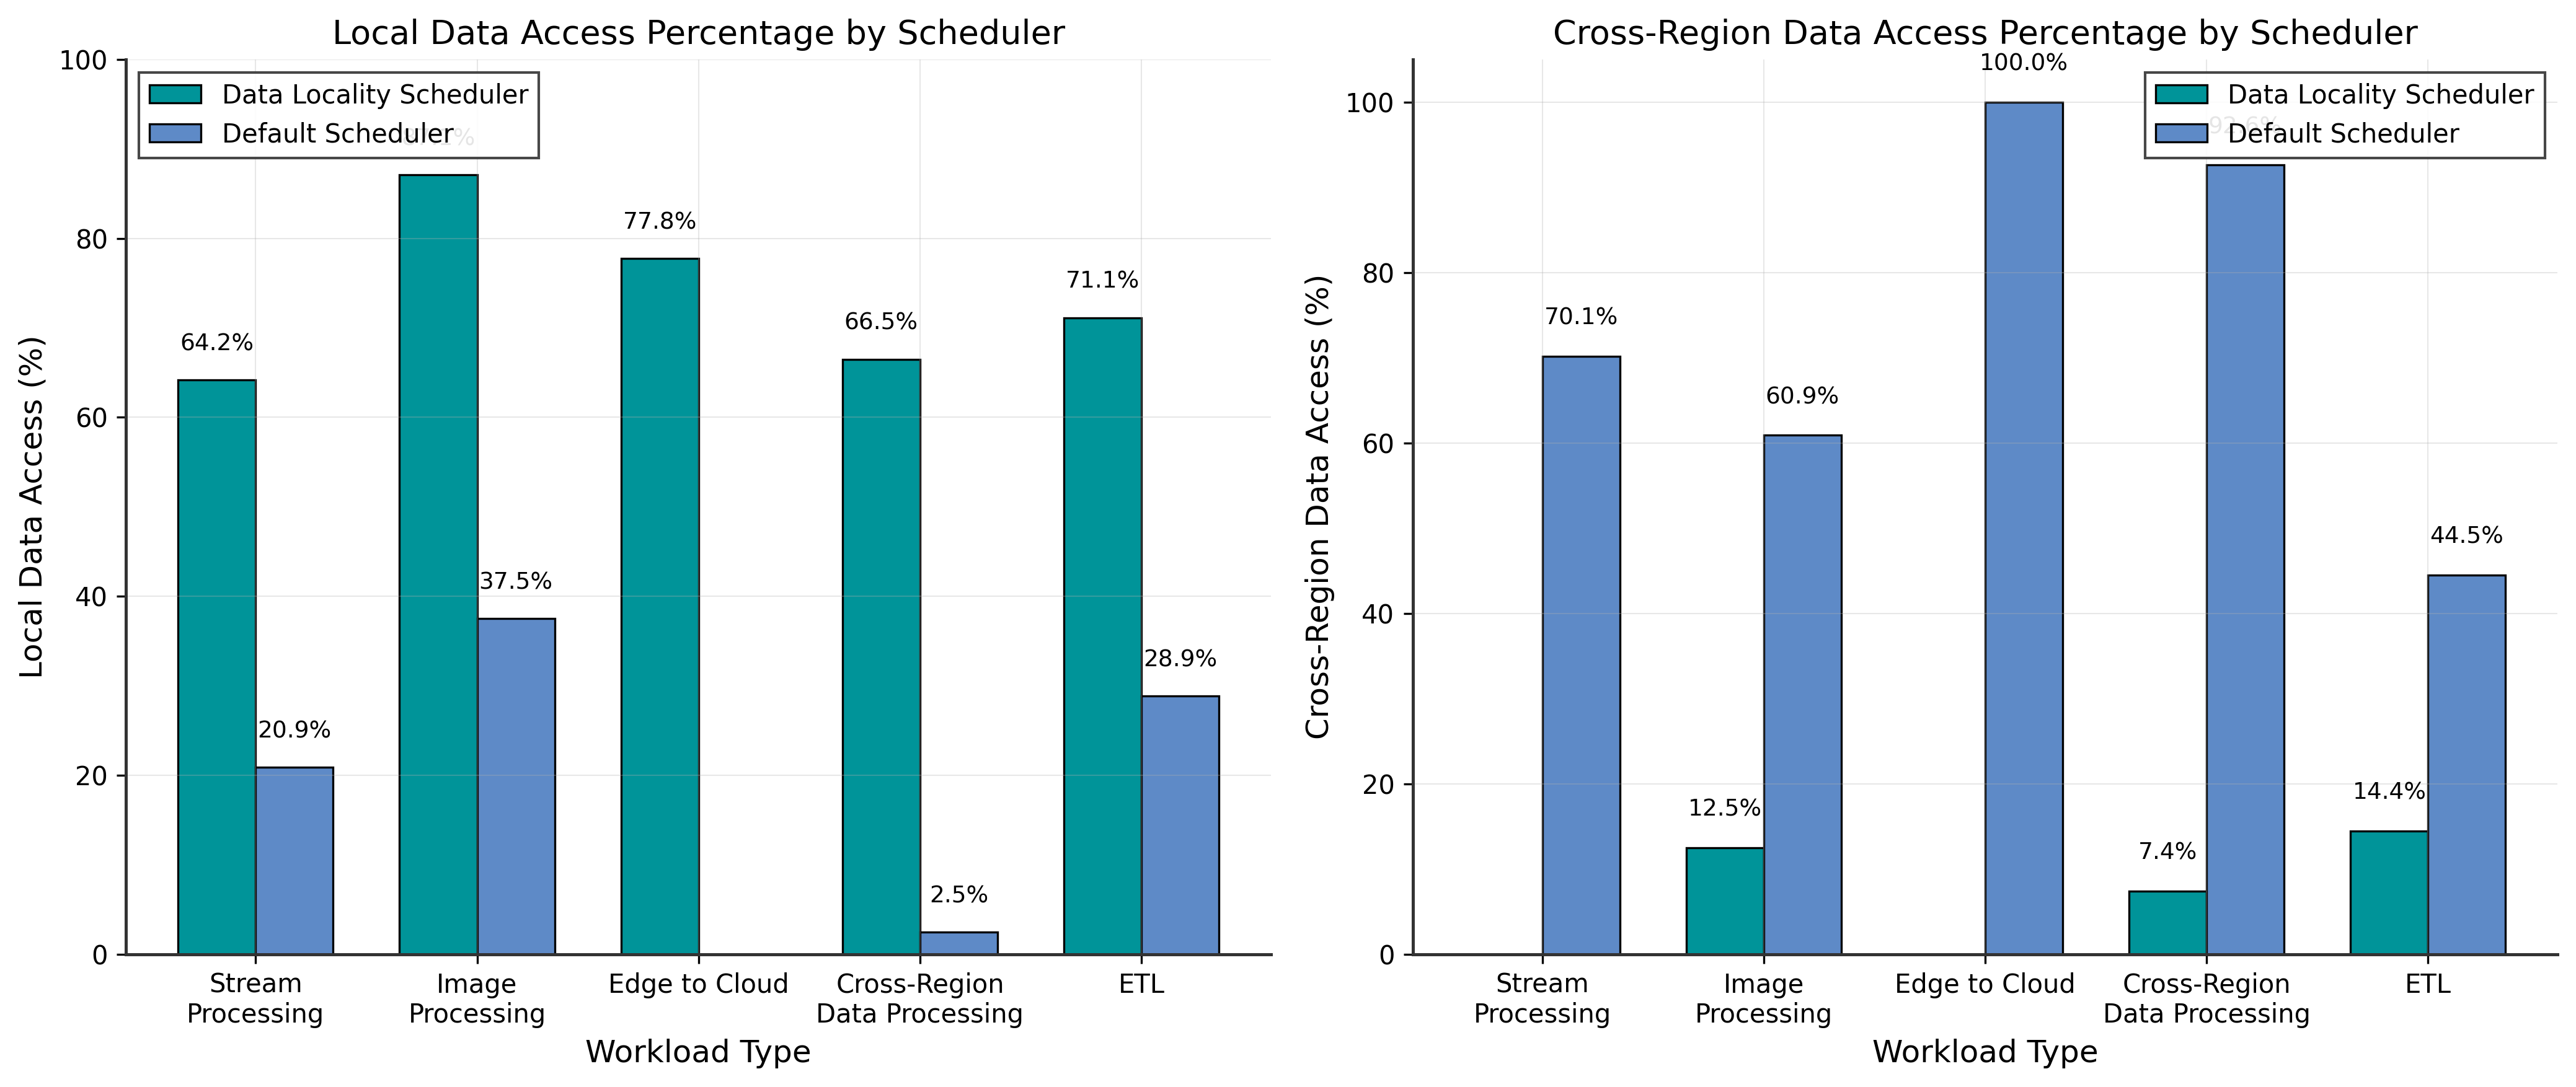 Local Data Access Percentage by Scheduler
100
80
60
40
20
0
Local Data Access (%)
Data Locality Scheduler
Default Scheduler
64.2%
20.9%
37.5%
77.8%
66.5%
2.5%
71.1%
28.9%
Stream
Processing
Image
Processing
Edge to Cloud
Cross-Region
Data Processing
ETL
Workload Type
Cross-Region Data Access Percentage by Scheduler
100
80
60
40
20
0
Cross-Region Data Access (%)
Data Locality Scheduler
Default Scheduler
70.1%
12.5%
60.9%
100.0%
7.4%
92.6%
14.4%
44.5%
Stream
Processing
Image
Processing
Edge to Cloud
Cross-Region
Data Processing
ETL
Workload Type